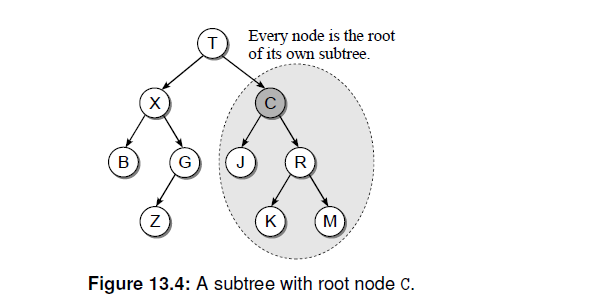 T
Every node is the root
of its own subtree.
X
C
B
G
J
R
Z
K
M
Figure 13.4: A subtree with root node C.